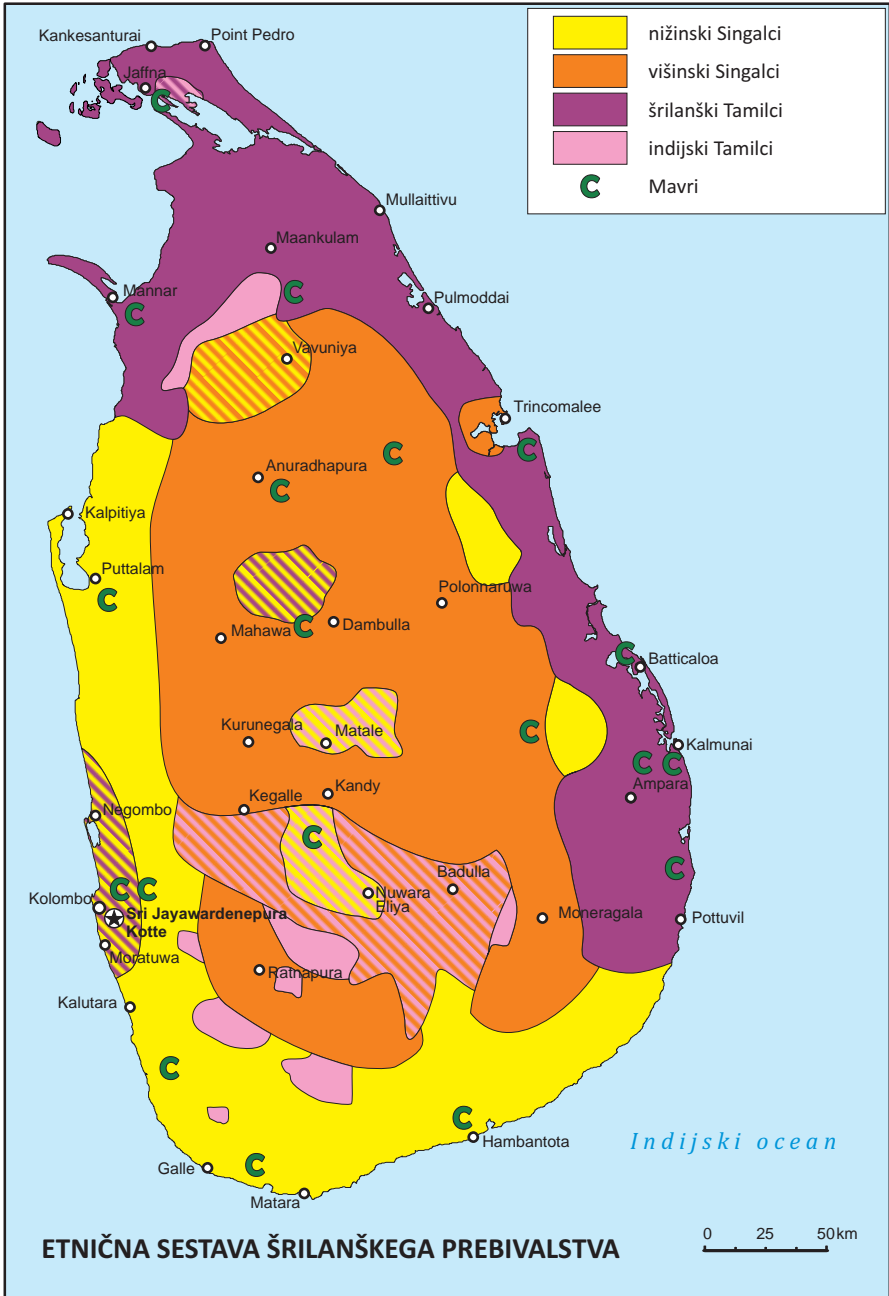 nižinski Singalci
višinski Singalci
šrilanški Tamilci
indijski Tamilci
Mavri
Kankesanturai
Point Pedro
Jaffna
Mullaittivu
Maankulam
Mannar
Pulmoddai
Vavuniya
Trincomalee
Anuradhapura
Kalpitiya
Puttalam
Polonnaruwa
Dambulla
Mahawa
Batticaloa
Kurunegala
Matale
Kalmunai
Kandy
Ampara
Kegalle
Negombo
Badulla
Nuwara
Eliya
Kolombo
Sri Jayawardenepura
Kotte
Moneragala
Pottuvil
Moratuwa
Ratnapura
Kalutara
Hambantota
Indijski ocean
Galle
Matara
ETNIČNA SESTAVA ŠRILANŠKEGA PREBIVALSTVA
0 25 50 km